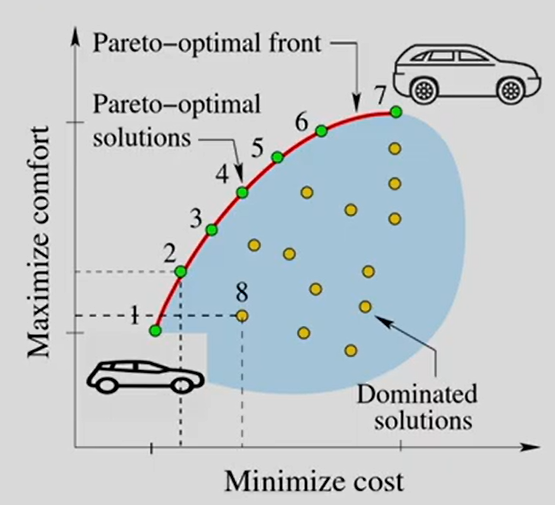 Pareto−optimal front
7
Pareto−optimal
solutions
6
5
4
3
2
8
1
Maximize comfort
Dominated
solutions
Minimize cost